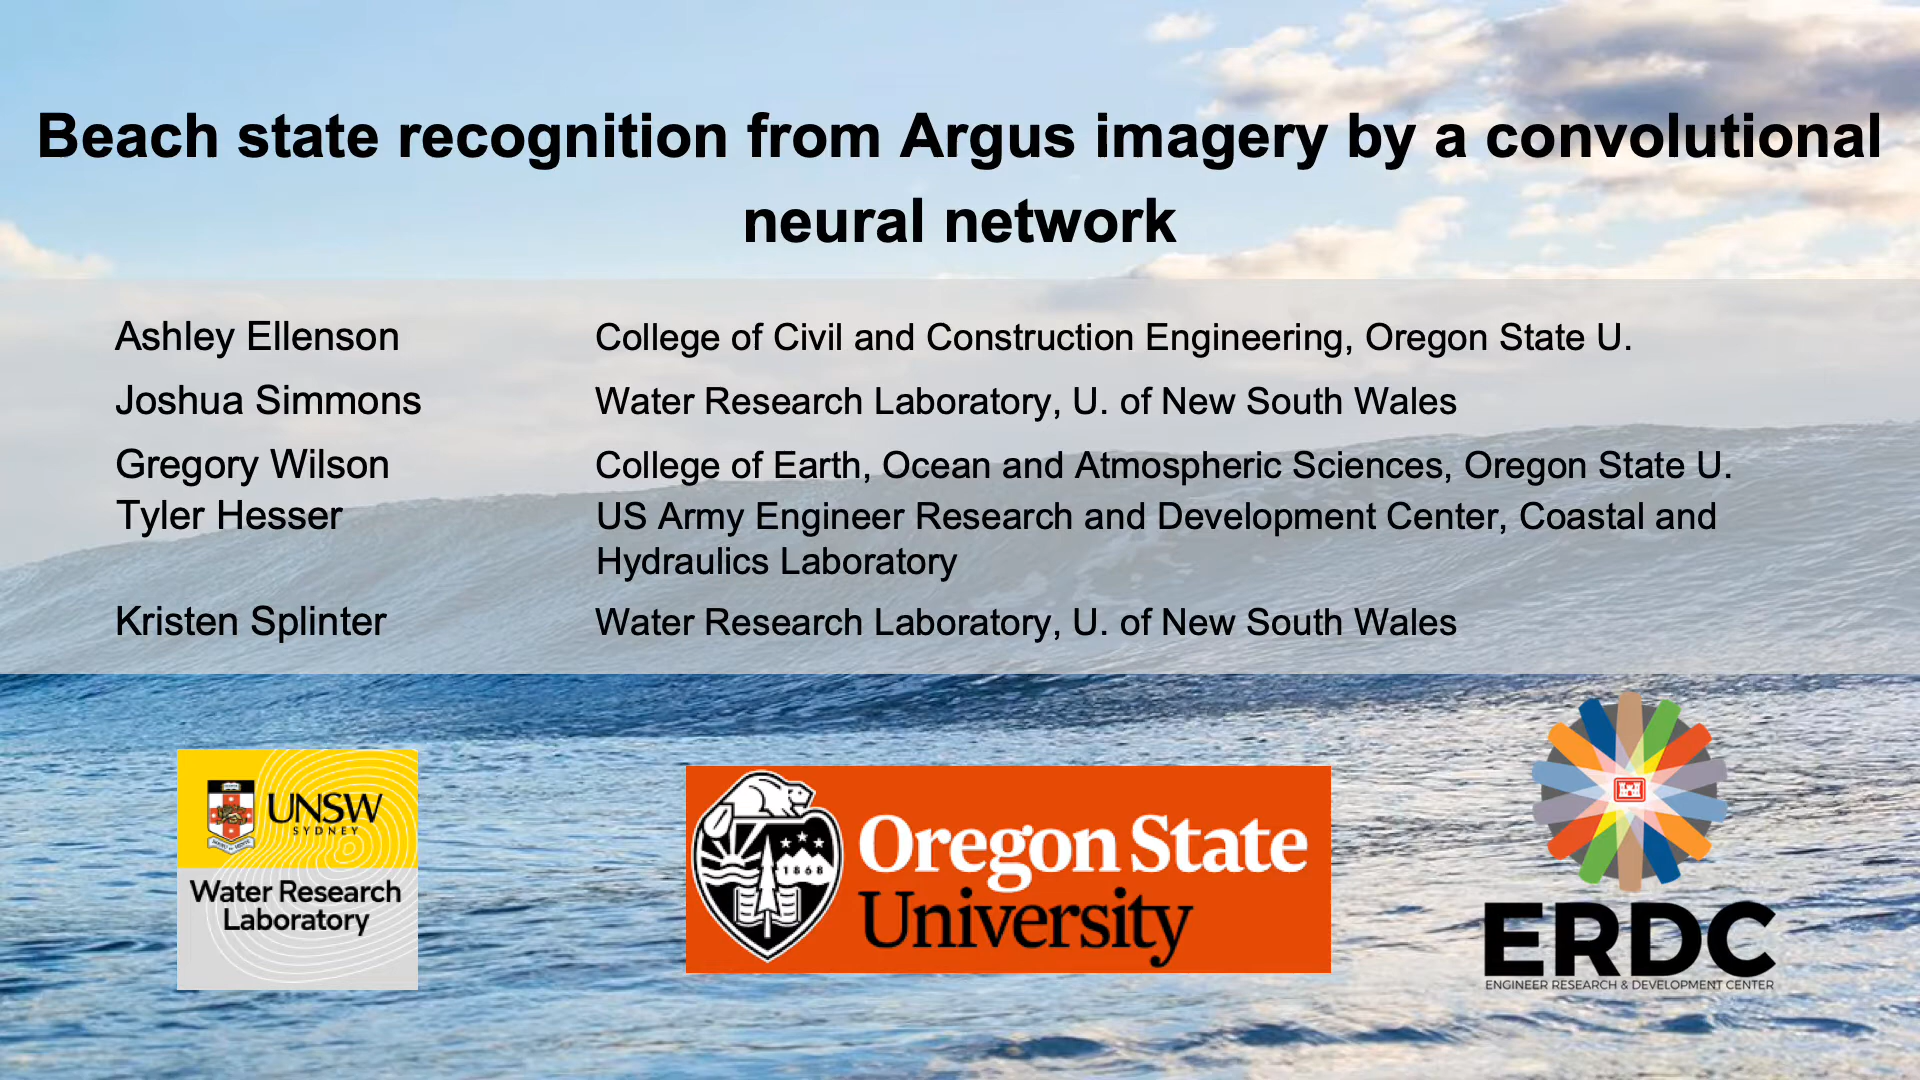 Beach state recognition from Argus imagery by a convolutional
neural network
Ashley Ellenson College of Civil and Construction Engineering, Oregon State U.
Joshua Simmons Water Research Laboratory, U. of New South Wales
Gregory Wilson College of Earth, Ocean and Atmospheric Sciences, Oregon State U.
Tyler Hesser US Army Engineer Research and Development Center, Coastal and
Hydraulics Laboratory
Kristen Splinter Water Research Laboratory, U. of New South Wales
UNSW
SYDNEY
Water Research
Laboratory
1868
Oregon State
University
ERDC
ENGINEER RESEARCH & DEVELOPMENT CENTER